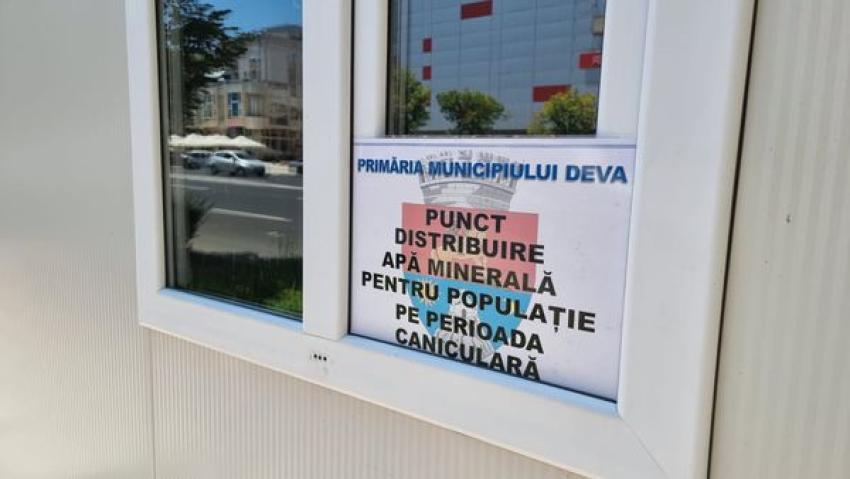 PRIMĂRIA MUNICIPIULUI DEVA
PUNCT
DISTRIBUIRE
APĂ MINERALĂ
PENTRU POPULAȚIE
PE PERIOADA
CANICULARĂ